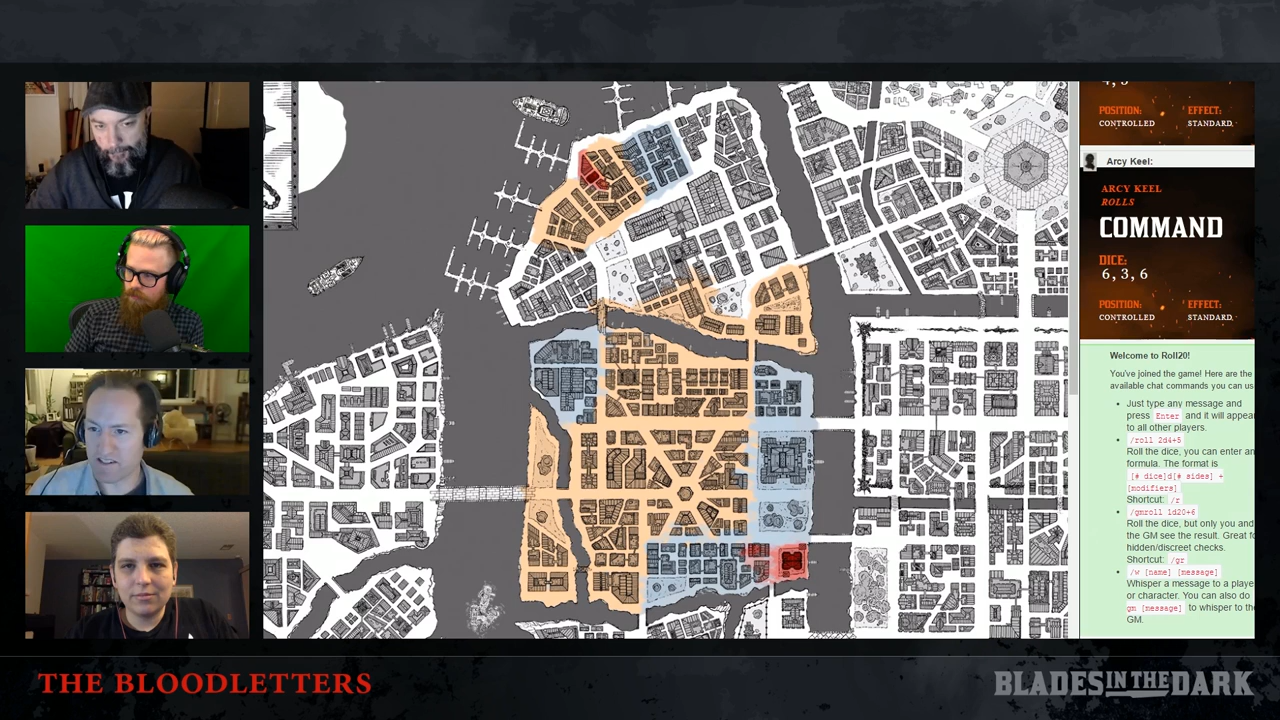 POSITION:
EFFECT:
CONTROLLED
STANDARD
Arcy Keel:
ARCY KEEL
ROLLS
COMMAND
DICE:
6, 3, 6
POSITION:
EFFECT:
CONTROLLED
STANDARD
Welcome to Roll20!
You've joined the game! Here are the
available chat commands you can us
Just type any message and
press Enter and it will appear
to all other players.
/roll 2d4+5
Roll the dice, you can enter an
formula. The format is
[# dice]d[# sides] +
[modifiers]
Shortcut: /r
/gmroll 1d20+6
Roll the dice, but only you and
the GM see the result. Great fo
hidden/discreet checks.
Shortcut: /gr
/w [name] [message]
Whisper a message to a playe
or character. You can also do
gm [message] to whisper to the
GM.
THE BLOODLETTERS
BLADES IN THE DARK